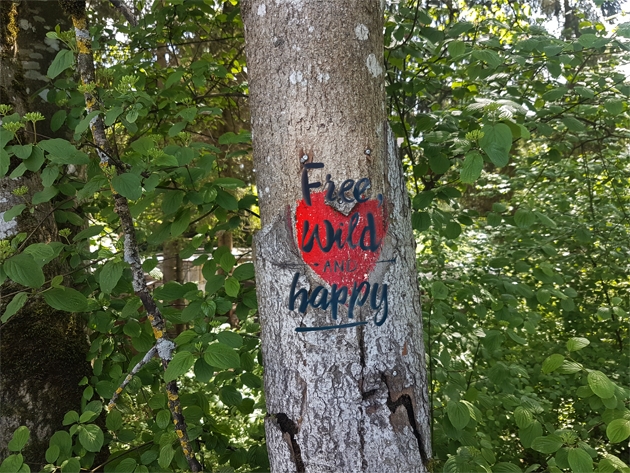 Free,
Wild
- AND -
happy